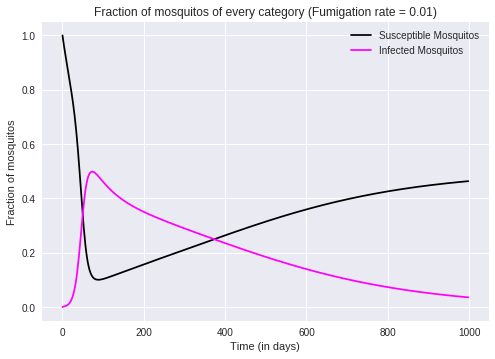 Fraction of mosquitos of every category (Fumigation rate = 0.01)
Susceptible Mosquitos
Infected Mosquitos
Fraction of mosquitos
1.0
0.8
0.6
0.4
0.2
0.0
0 200 400 600 800 1000
Time (in days)